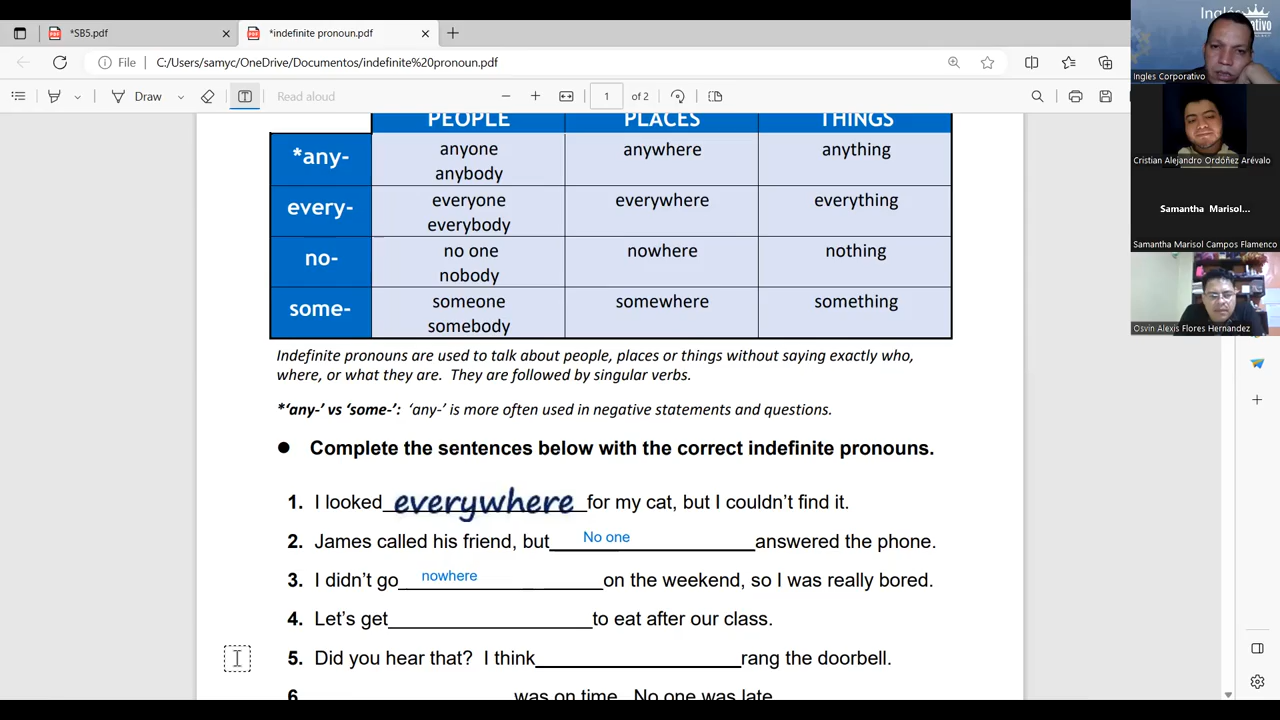 *SB5.pdf
*indefinite pronoun.pdf
File C:/Users/samyc/OneDrive/Documentos/indefinite%20pronoun.pdf
Draw
Read aloud
1 of 2
PEOPLE PLACES THINGS
*any- anyone anywhere anything
anybody
every- everyone everywhere everything
everybody
no- no one nowhere nothing
nobody
some- someone somewhere something
somebody
Indefinite pronouns are used to talk about people, places or things without saying exactly who,
where, or what they are. They are followed by singular verbs.
*‘any-’ vs ‘some-’: ‘any-’ is more often used in negative statements and questions.
● Complete the sentences below with the correct indefinite pronouns.
1. I looked everywhere for my cat, but I couldn’t find it.
2. James called his friend, but No one answered the phone.
3. I didn’t go nowhere on the weekend, so I was really bored.
4. Let’s get____________________to eat after our class.
5. Did you hear that? I think____________________rang the doorbell.
6. ____________________was on time. No one was late.
Ingles Corporativo
Cristian Alejandro Ordóñez Arévalo
Samantha Marisol...
Samantha Marisol Campos Flamenco
Osvin Alexis Flores Hernandez